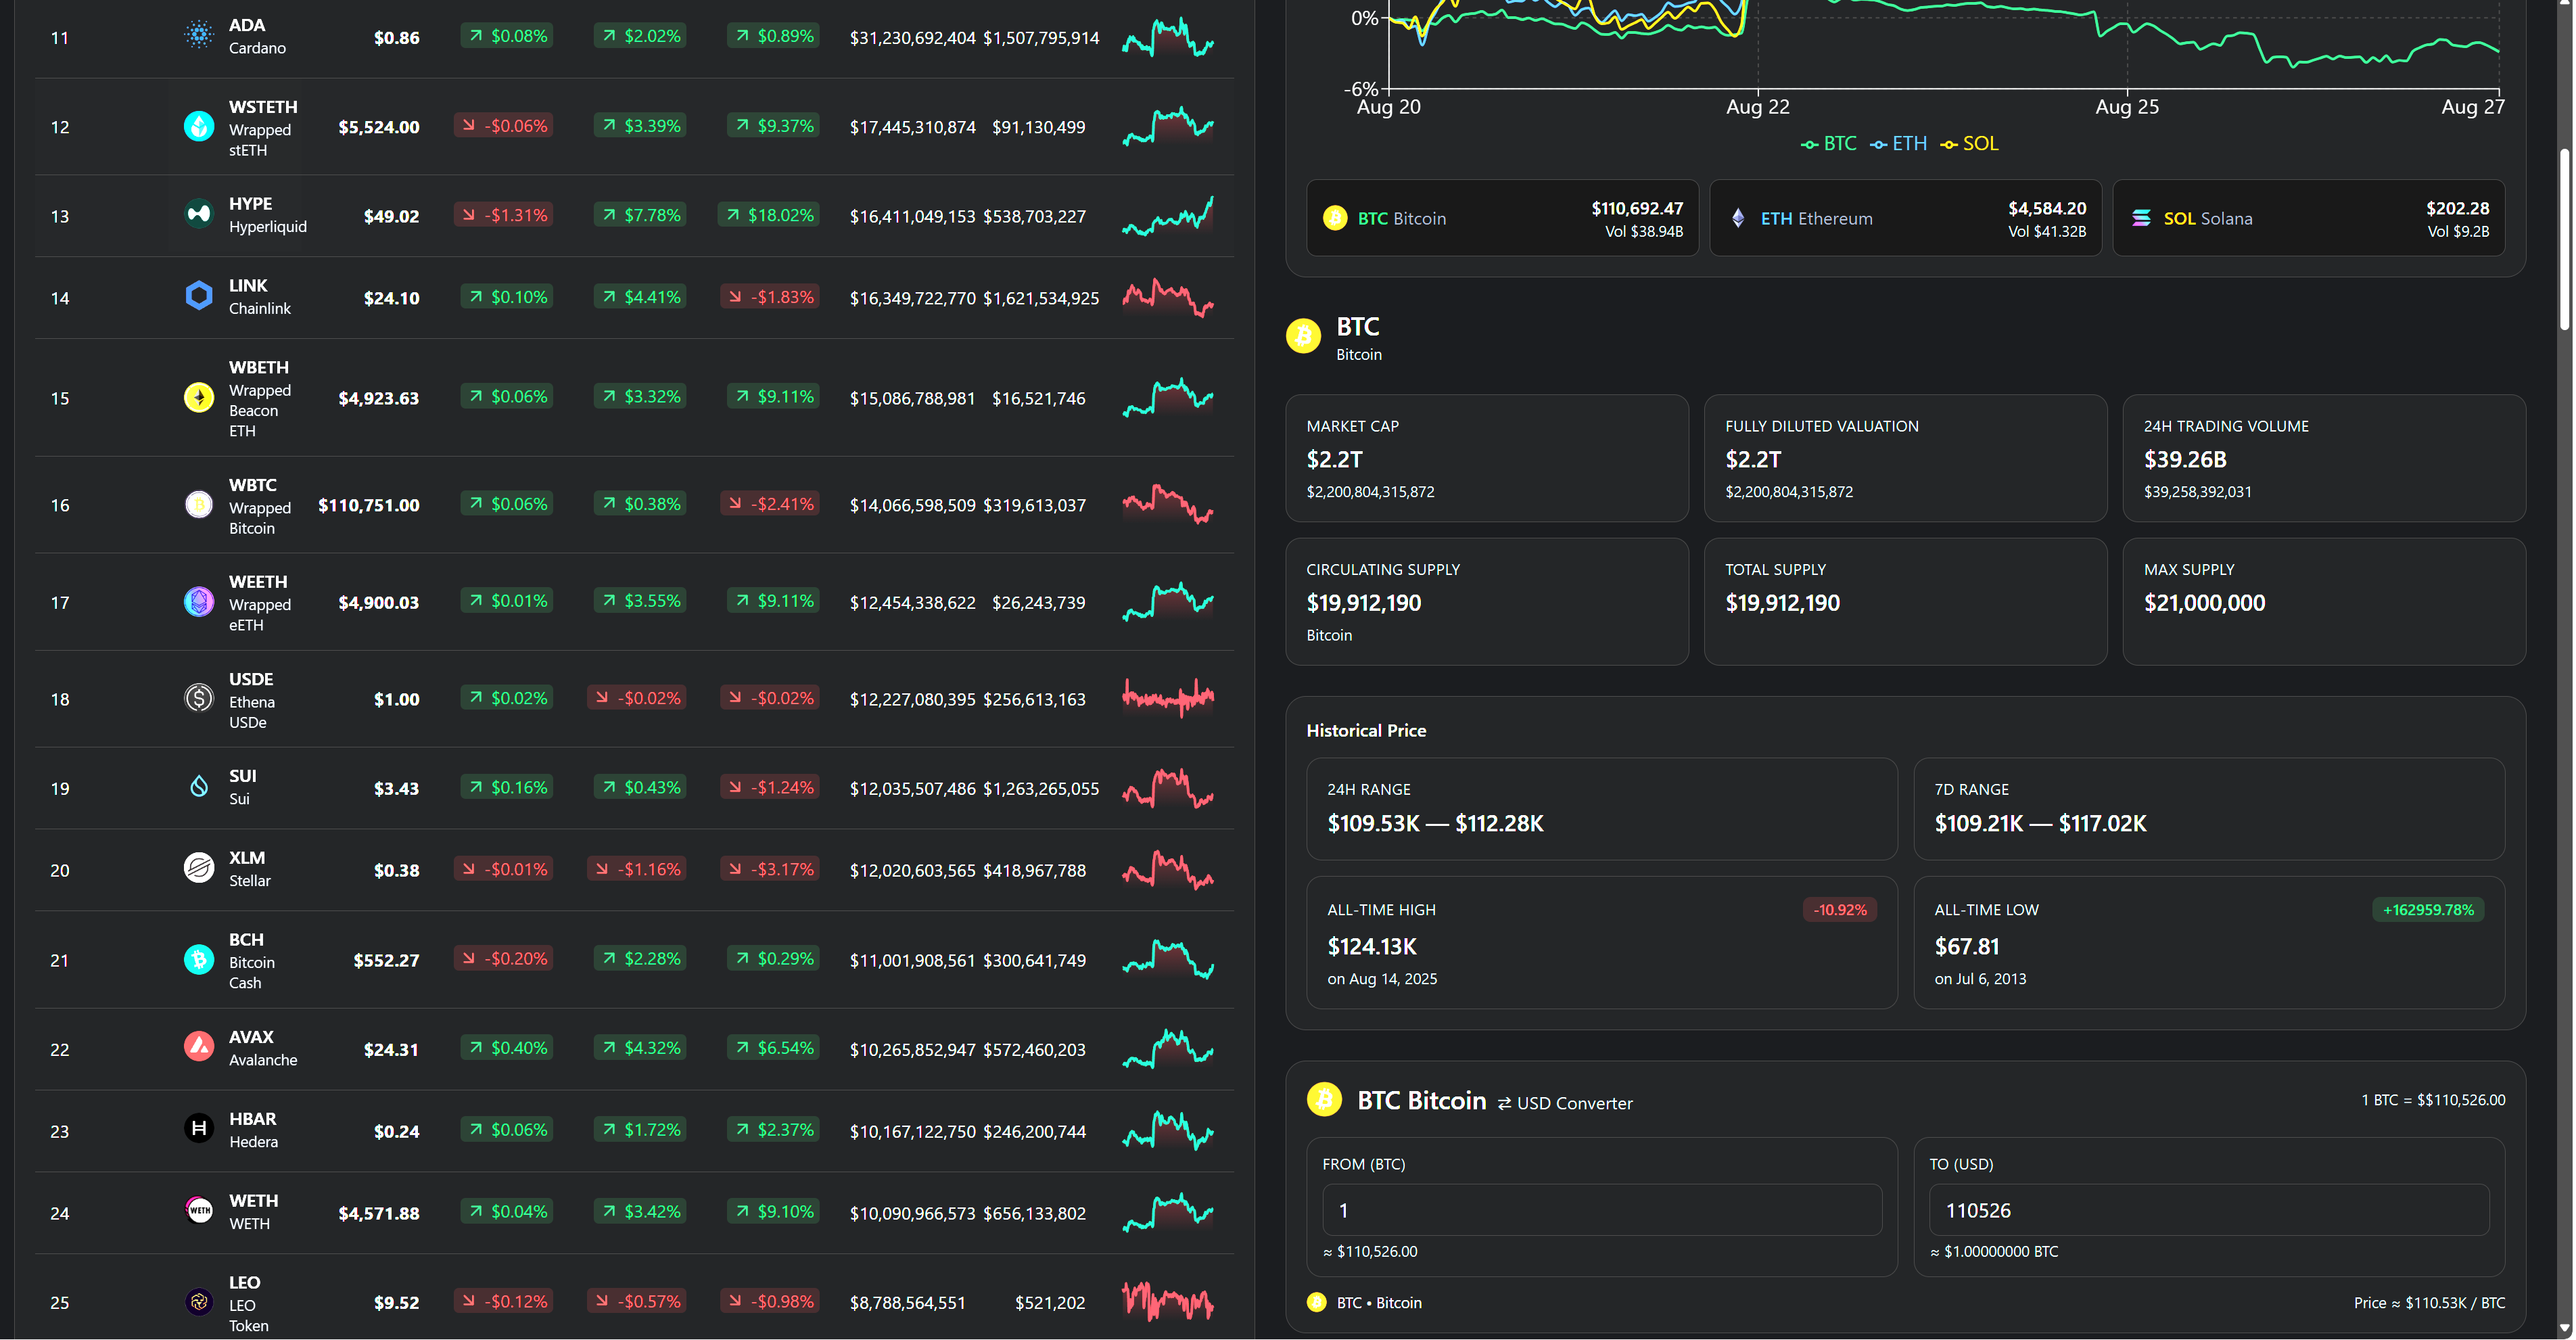 11 ADA $0.86 $0.08% $2.02% $0.89% $31,230,692,404 $1,507,795,914
Cardano
12 WSTETH $5,524.00 -$0.06% $3.39% $9.37% $17,445,310,874 $91,130,499
Wrapped
stETH
13 HYPE $49.02 -$1.31% $7.78% $18.02% $16,411,049,153 $538,703,227
Hyperliquid
14 LINK $24.10 $0.10% $4.41% -$1.83% $16,349,722,770 $1,621,534,925
Chainlink
15 WBETH $4,923.63 $0.06% $3.32% $9.11% $15,086,788,981 $16,521,746
Wrapped
Beacon
ETH
16 WBTC $110,751.00 $0.06% $0.38% -$2.41% $14,066,598,509 $319,613,037
Wrapped
Bitcoin
17 WEETH $4,900.03 $0.01% $3.55% $9.11% $12,454,338,622 $26,243,739
Wrapped
eETH
18 USDE $1.00 $0.02% -$0.02% -$0.02% $12,227,080,395 $256,613,163
Ethena
USDe
19 SUI $3.43 $0.16% $0.43% -$1.24% $12,035,507,486 $1,263,265,055
Sui
20 XLM $0.38 -$0.01% -$1.16% -$3.17% $12,020,603,565 $418,967,788
Stellar
21 BCH $552.27 -$0.20% $2.28% $0.29% $11,001,908,561 $300,641,749
Bitcoin
Cash
22 AVAX $24.31 $0.40% $4.32% $6.54% $10,265,852,947 $572,460,203
Avalanche
23 HBAR $0.24 $0.06% $1.72% $2.37% $10,167,122,750 $246,200,744
Hedera
24 WETH WETH $4,571.88 $0.04% $3.42% $9.10% $10,090,966,573 $656,133,802
WETH
25 LEO $9.52 -$0.12% -$0.57% -$0.98% $8,788,564,551 $521,202
LEO
Token
0%
-6%
Aug 20 Aug 22 Aug 25 Aug 27
BTC ETH SOL
BTC Bitcoin $110,692.47
Vol $38.94B
ETH Ethereum $4,584.20
Vol $41.32B
SOL Solana $202.28
Vol $9.2B
BTC
Bitcoin
MARKET CAP
$2.2T
$2,200,804,315,872
FULLY DILUTED VALUATION
$2.2T
$2,200,804,315,872
24H TRADING VOLUME
$39.26B
$39,258,392,031
CIRCULATING SUPPLY
$19,912,190
Bitcoin
TOTAL SUPPLY
$19,912,190
MAX SUPPLY
$21,000,000
Historical Price
24H RANGE
$109.53K — $112.28K
7D RANGE
$109.21K — $117.02K
ALL-TIME HIGH -10.92%
$124.13K
on Aug 14, 2025
ALL-TIME LOW +162959.78%
$67.81
on Jul 6, 2013
BTC Bitcoin ⇄ USD Converter 1 BTC = $$110,526.00
FROM (BTC)
1
≈ $110,526.00
TO (USD)
110526
≈ $1.00000000 BTC
BTC • Bitcoin Price ≈ $110.53K / BTC